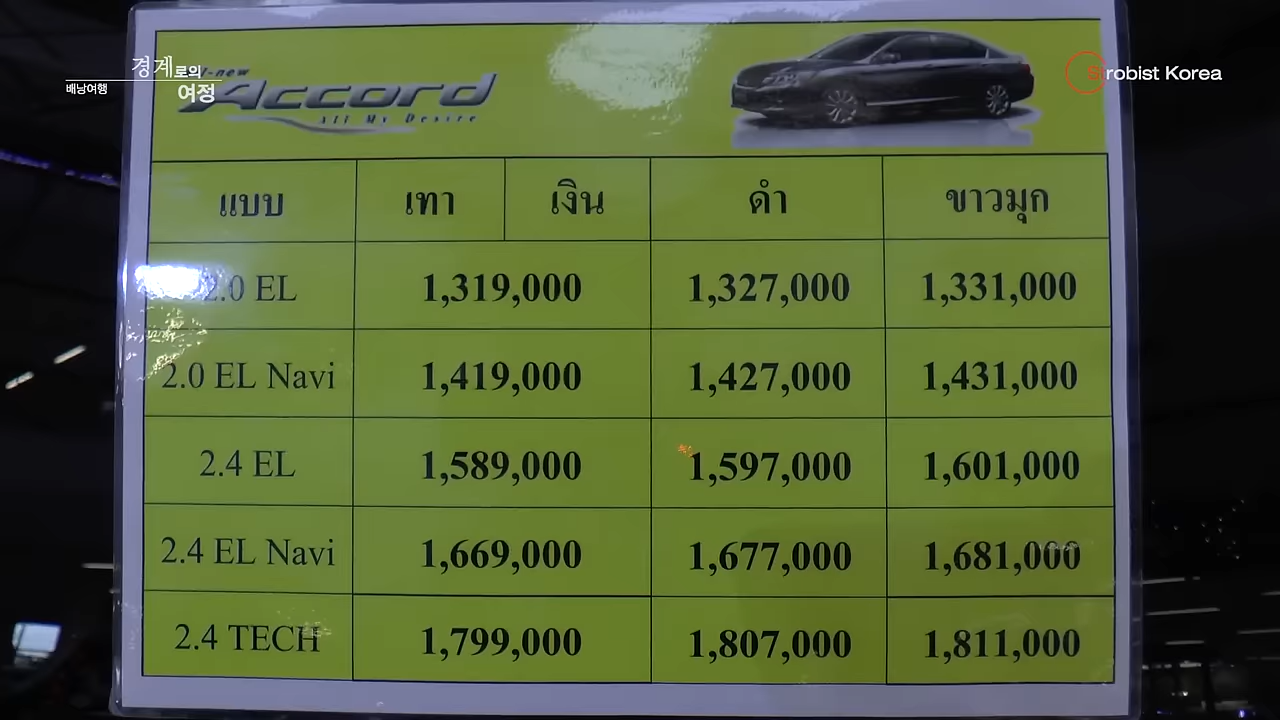 경계로의
배남여행 여정
Strobist Korea
All-new
Accord
All My Desire
แบบ เทา เงิน ดำ ขาวมุก
2.0 EL 1,319,000 1,327,000 1,331,000
2.0 EL Navi 1,419,000 1,427,000 1,431,000
2.4 EL 1,589,000 1,597,000 1,601,000
2.4 EL Navi 1,669,000 1,677,000 1,681,000
2.4 TECH 1,799,000 1,807,000 1,811,000